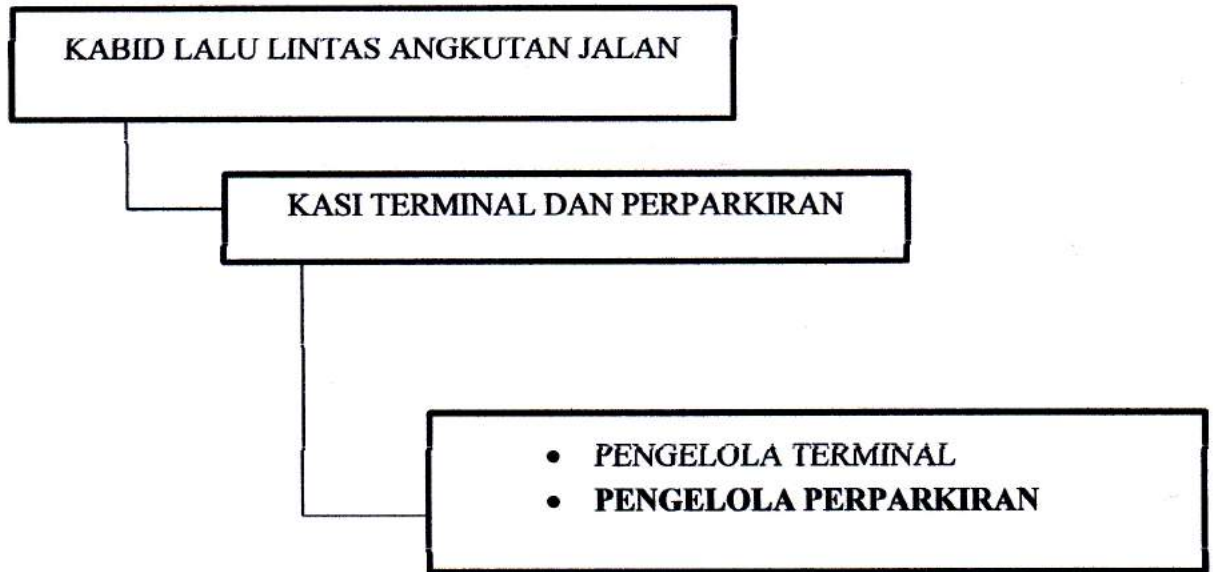 KABID LALU LINTAS ANGKUTAN JALAN
KASI TERMINAL DAN PERPARKIRAN
• PENGELOLA TERMINAL
• PENGELOLA PERPARKIRAN